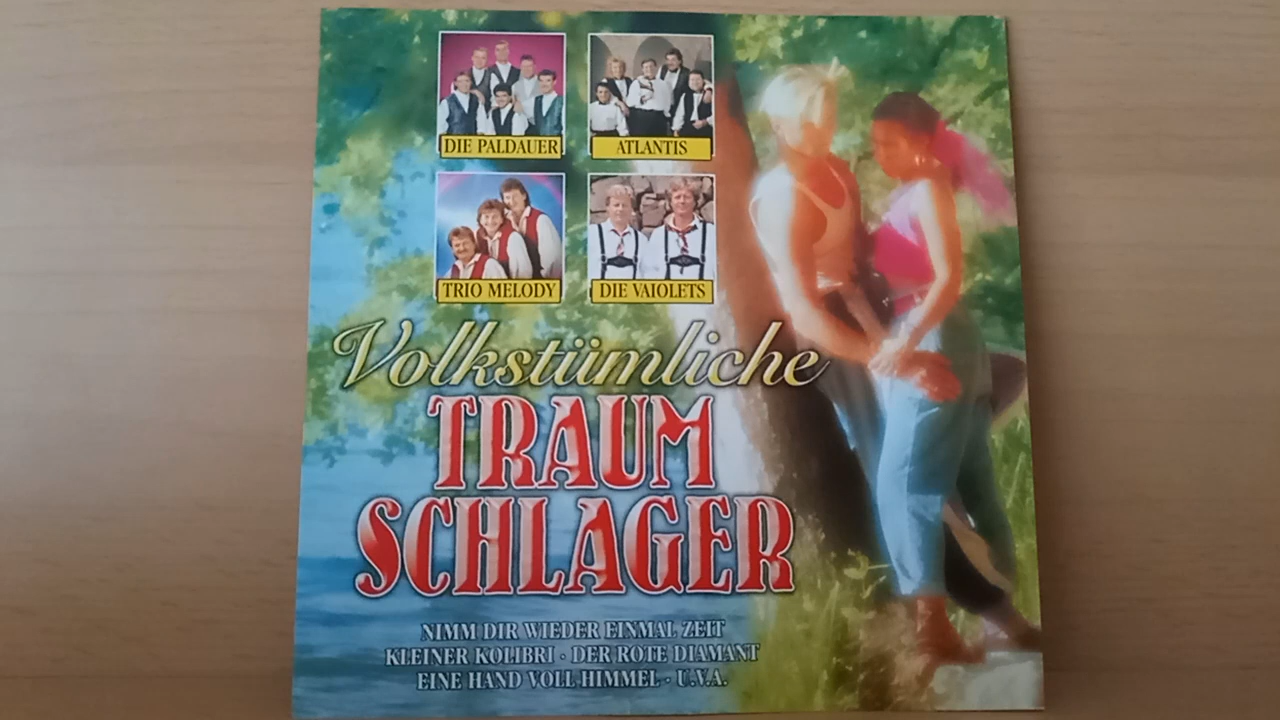 DIE PALDAUER
ATLANTIS
TRIO MELODY
DIE VAIOLETS
Volkstümliche
TRAUM
SCHLAGER
NIMM DIR WIEDER EINMAL ZEIT
KLEINER KOLIBRI · DER ROTE DIAMANT
EINE HAND VOLL HIMMEL · U.V.A.